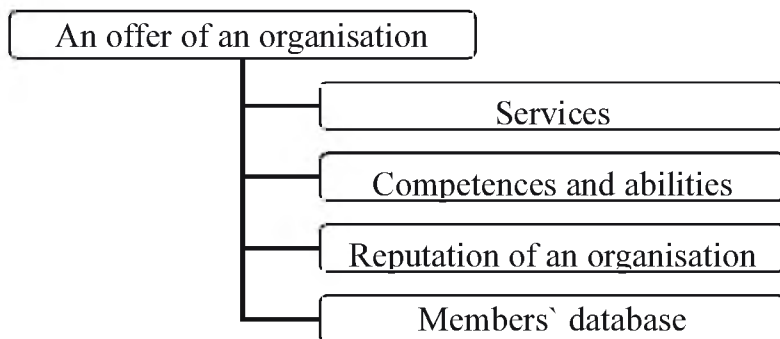 An offer of an organisation
Services
Competences and abilities
Reputation of an organisation
Members` database